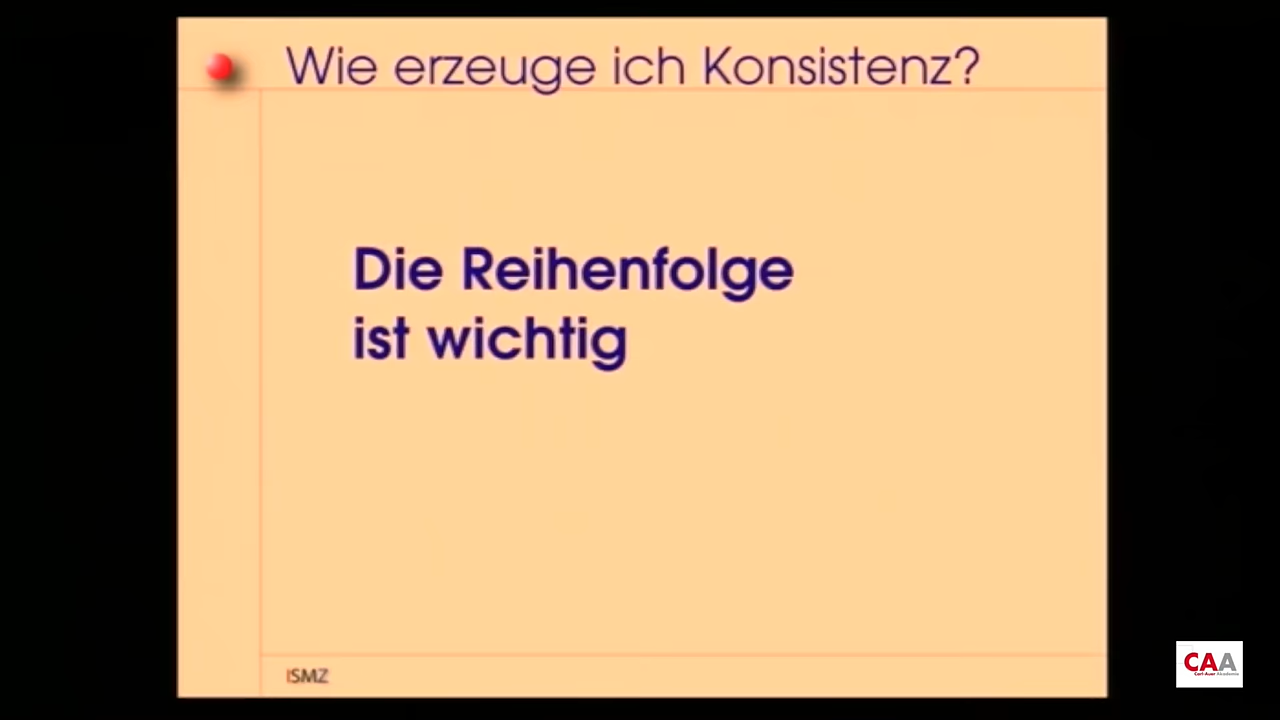 Wie erzeuge ich Konsistenz?
Die Reihenfolge
ist wichtig
ISMZ
CAA
Carl-Auer Akademie